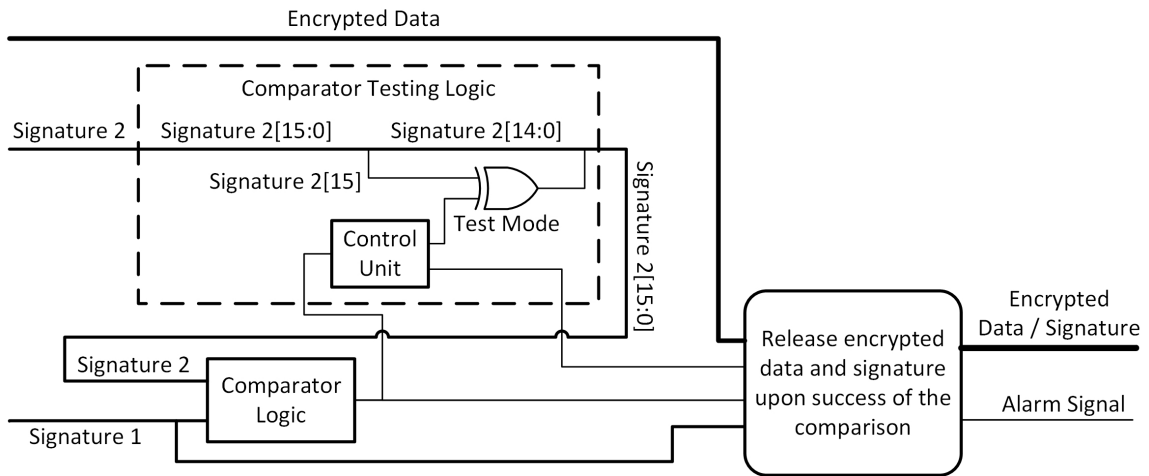 Encrypted Data
Comparator Testing Logic
Signature 2
Signature 2[15:0]
Signature 2[14:0]
Signature 2[15]
Test Mode
Control
Unit
Signature 2[15:0]
Signature 2
Comparator
Logic
Signature 1
Release encrypted
data and signature
upon success of the
comparison
Encrypted
Data / Signature
Alarm Signal